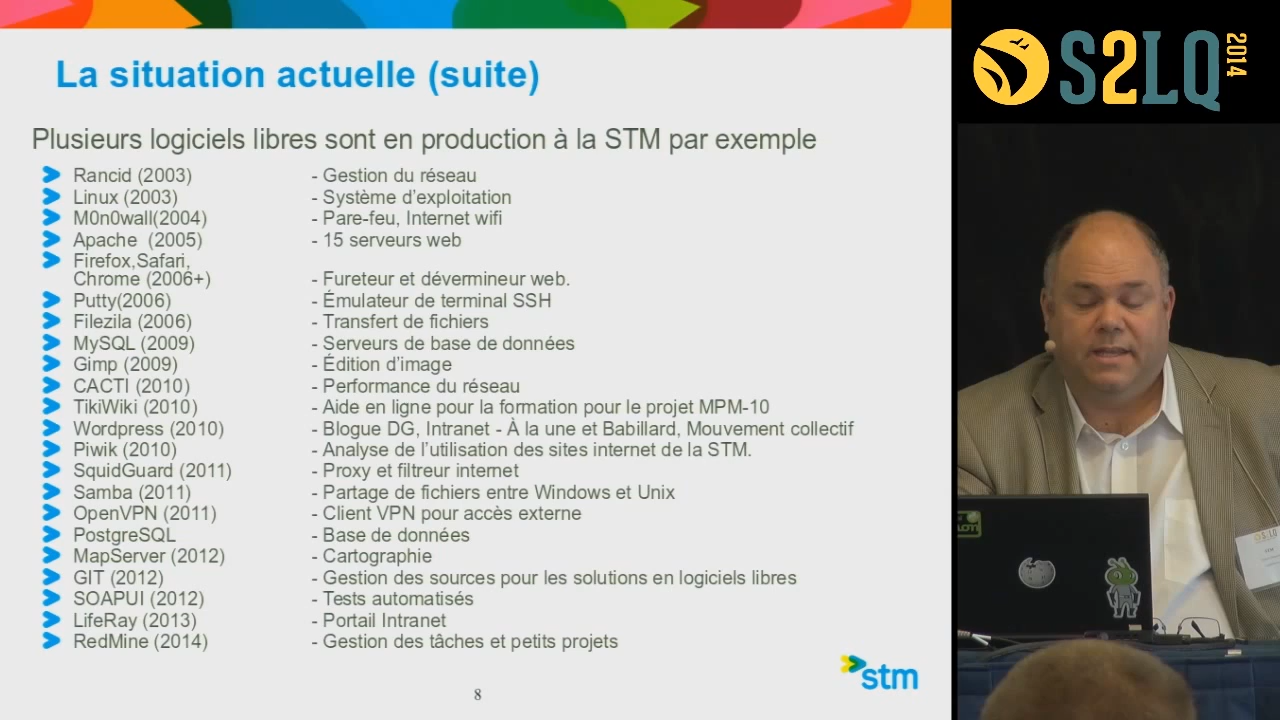 La situation actuelle (suite)
Plusieurs logiciels libres sont en production à la STM par exemple
Rancid (2003) - Gestion du réseau
Linux (2003) - Système d'exploitation
M0n0wall(2004) - Pare-feu, Internet wifi
Apache (2005) - 15 serveurs web
Firefox,Safari,
Chrome (2006+) - Fureteur et dévermineur web.
Putty(2006) - Émulateur de terminal SSH
Filezila (2006) - Transfert de fichiers
MySQL (2009) - Serveurs de base de données
Gimp (2009) - Édition d'image
CACTI (2010) - Performance du réseau
TikiWiki (2010) - Aide en ligne pour la formation pour le projet MPM-10
Wordpress (2010) - Blogue DG, Intranet - À la une et Babillard, Mouvement collectif
Piwik (2010) - Analyse de l'utilisation des sites internet de la STM.
SquidGuard (2011) - Proxy et filtreur internet
Samba (2011) - Partage de fichiers entre Windows et Unix
OpenVPN (2011) - Client VPN pour accès externe
PostgreSQL - Base de données
MapServer (2012) - Cartographie
GIT (2012) - Gestion des sources pour les solutions en logiciels libres
SOAPUI (2012) - Tests automatisés
LifeRay (2013) - Portail Intranet
RedMine (2014) - Gestion des tâches et petits projets
stm
8
S2LQ 2014
S2LQ